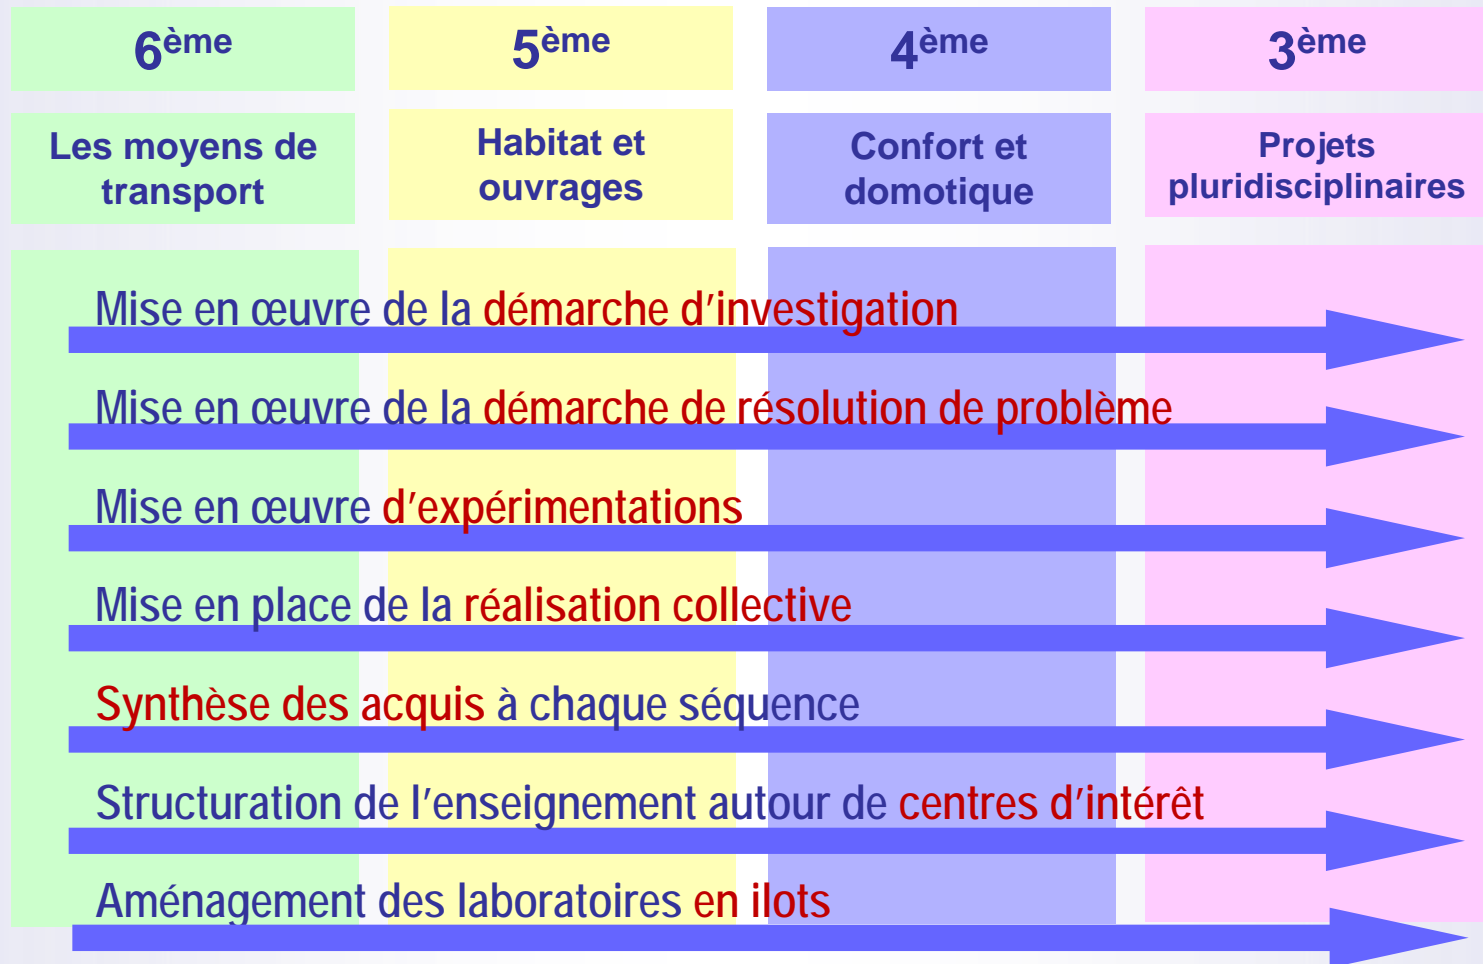 6ème
5ème
4ème
3ème
Les moyens de
transport
Habitat et
ouvrages
Confort et
domotique
Projets
pluridisciplinaires
Mise en œuvre de la démarche d’investigation
Mise en œuvre de la démarche de résolution de problème
Mise en œuvre d’expérimentations
Mise en place de la réalisation collective
Synthèse des acquis à chaque séquence
Structuration de l’enseignement autour de centres d’intérêt
Aménagement des laboratoires en ilots